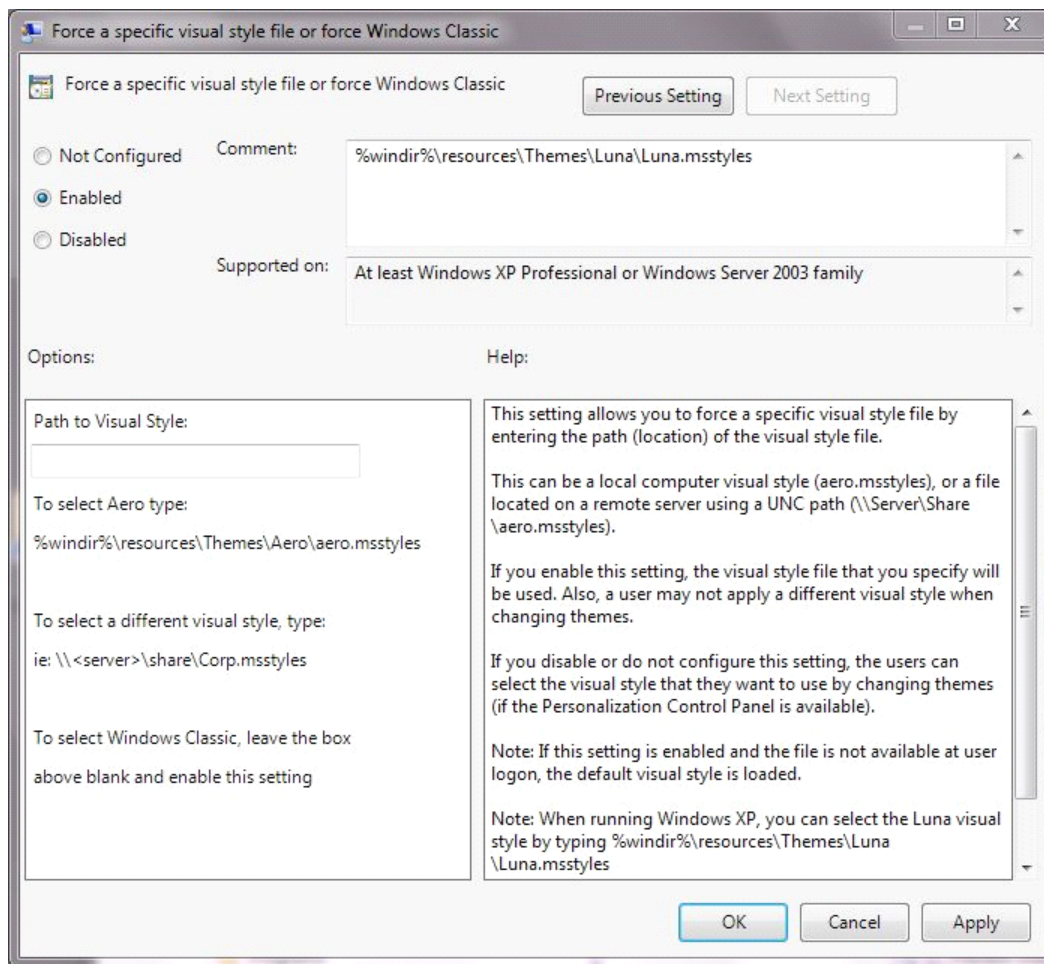 Force a specific visual style file or force Windows Classic
Force a specific visual style file or force Windows Classic
Previous Setting
Next Setting
Not Configured
Comment:
%windir%\resources\Themes\Luna\Luna.msstyles
Enabled
Disabled
Supported on:
At least Windows XP Professional or Windows Server 2003 family
Options:
Help:
Path to Visual Style:
To select Aero type:
%windir%\resources\Themes\Aero\aero.msstyles
To select a different visual style, type:
ie: \\<server>\share\Corp.msstyles
To select Windows Classic, leave the box
above blank and enable this setting
This setting allows you to force a specific visual style file by
entering the path (location) of the visual style file.
This can be a local computer visual style (aero.msstyles), or a file
located on a remote server using a UNC path (\\Server\Share
\aero.msstyles).
If you enable this setting, the visual style file that you specify will
be used. Also, a user may not apply a different visual style when
changing themes.
If you disable or do not configure this setting, the users can
select the visual style that they want to use by changing themes
(if the Personalization Control Panel is available).
Note: If this setting is enabled and the file is not available at user
logon, the default visual style is loaded.
Note: When running Windows XP, you can select the Luna visual
style by typing %windir%\resources\Themes\Luna
\Luna.msstyles
OK
Cancel
Apply